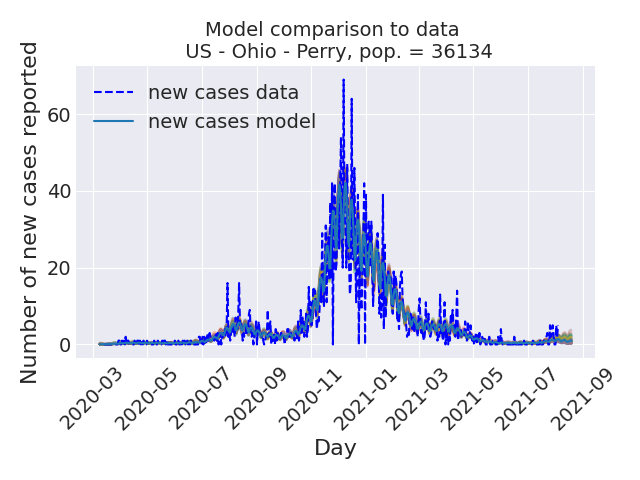 Model comparison to data
US - Ohio - Perry, pop. = 36134
Number of new cases reported
60
40
20
0
new cases data
new cases model
2020-03
2020-05
2020-07
2020-09
2020-11
2021-01
2021-03
2021-05
2021-07
2021-09
Day